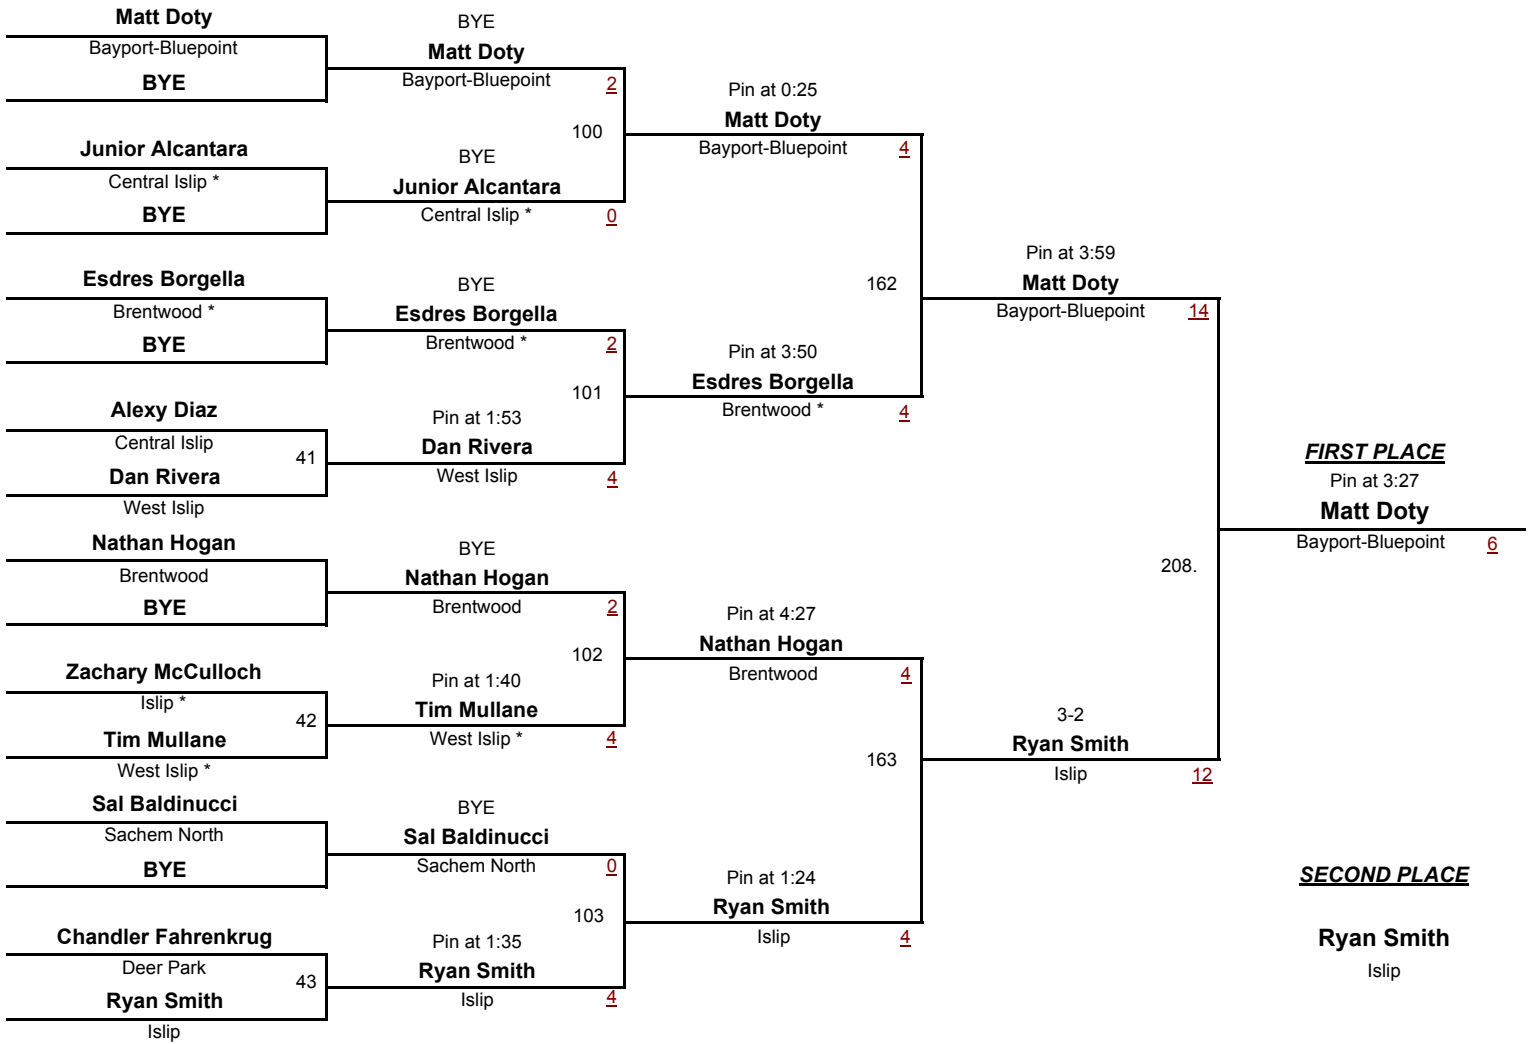 Matt Doty
Bayport-Bluepoint
BYE
Junior Alcantara
Central Islip *
BYE
Esdres Borgella
Brentwood *
BYE
Alexy Diaz
Central Islip
41
Dan Rivera
West Islip
Nathan Hogan
Brentwood
BYE
Zachary McCulloch
Islip *
42
Tim Mullane
West Islip *
Sal Baldinucci
Sachem North
BYE
Chandler Fahrenkrug
Deer Park
43
Ryan Smith
Islip
BYE
Matt Doty
Bayport-Bluepoint 2
100
BYE
Junior Alcantara
Central Islip * 0
BYE
Esdres Borgella
Brentwood * 2
101
Pin at 1:53
Dan Rivera
West Islip 4
BYE
Nathan Hogan
Brentwood 2
102
Pin at 1:40
Tim Mullane
West Islip * 4
BYE
Sal Baldinucci
Sachem North 0
103
Pin at 1:35
Ryan Smith
Islip 4
Pin at 0:25
Matt Doty
Bayport-Bluepoint 4
162
Pin at 3:50
Esdres Borgella
Brentwood * 4
Pin at 4:27
Nathan Hogan
Brentwood 4
163
Pin at 1:24
Ryan Smith
Islip 4
Pin at 3:59
Matt Doty
Bayport-Bluepoint 14
208.
3-2
Ryan Smith
Islip 12
FIRST PLACE
Pin at 3:27
Matt Doty
Bayport-Bluepoint 6
SECOND PLACE
Ryan Smith
Islip